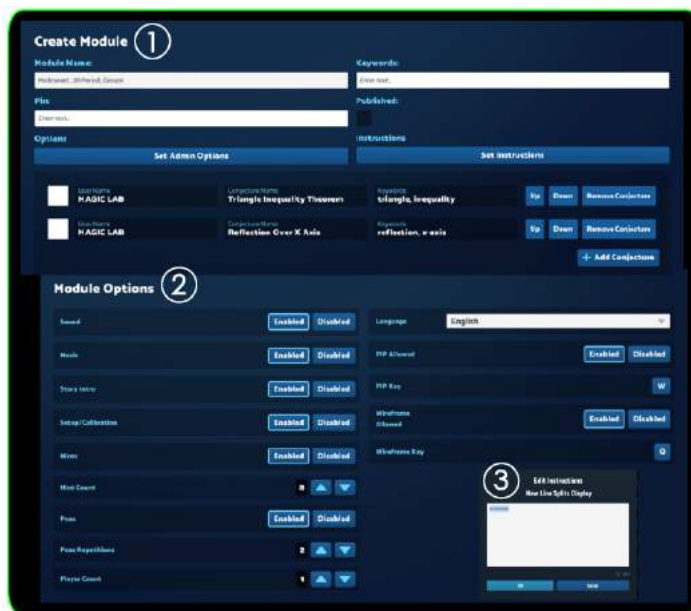 Create Module 1
Module Name: Keywords:
Enter text..
Pin: Published:
Enter text..
Options Instructions
Set Admin Options Set Instructions
User Name Conjecture Name Keywords
MAGIC LAB Triangle Inequality Theorem triangle, inequality Up Down Remove Conjecture
User Name Conjecture Name Keywords
MAGIC LAB Reflection Over X Axis reflection, x-axis Up Down Remove Conjecture
+ Add Conjecture
Module Options 2
Sound Enabled Disabled Language English
Music Enabled Disabled PIP Allowed Enabled Disabled
Story Intro Enabled Disabled PIP Key W
Setup/Calibration Enabled Disabled Wireframe Allowed Enabled Disabled
Mirror Enabled Disabled Wireframe Key Q
Hint Count
3 Edit Instructions
New Line Splits Display
Pose Enabled Disabled
Pose Repetitions 2
Player Count 1